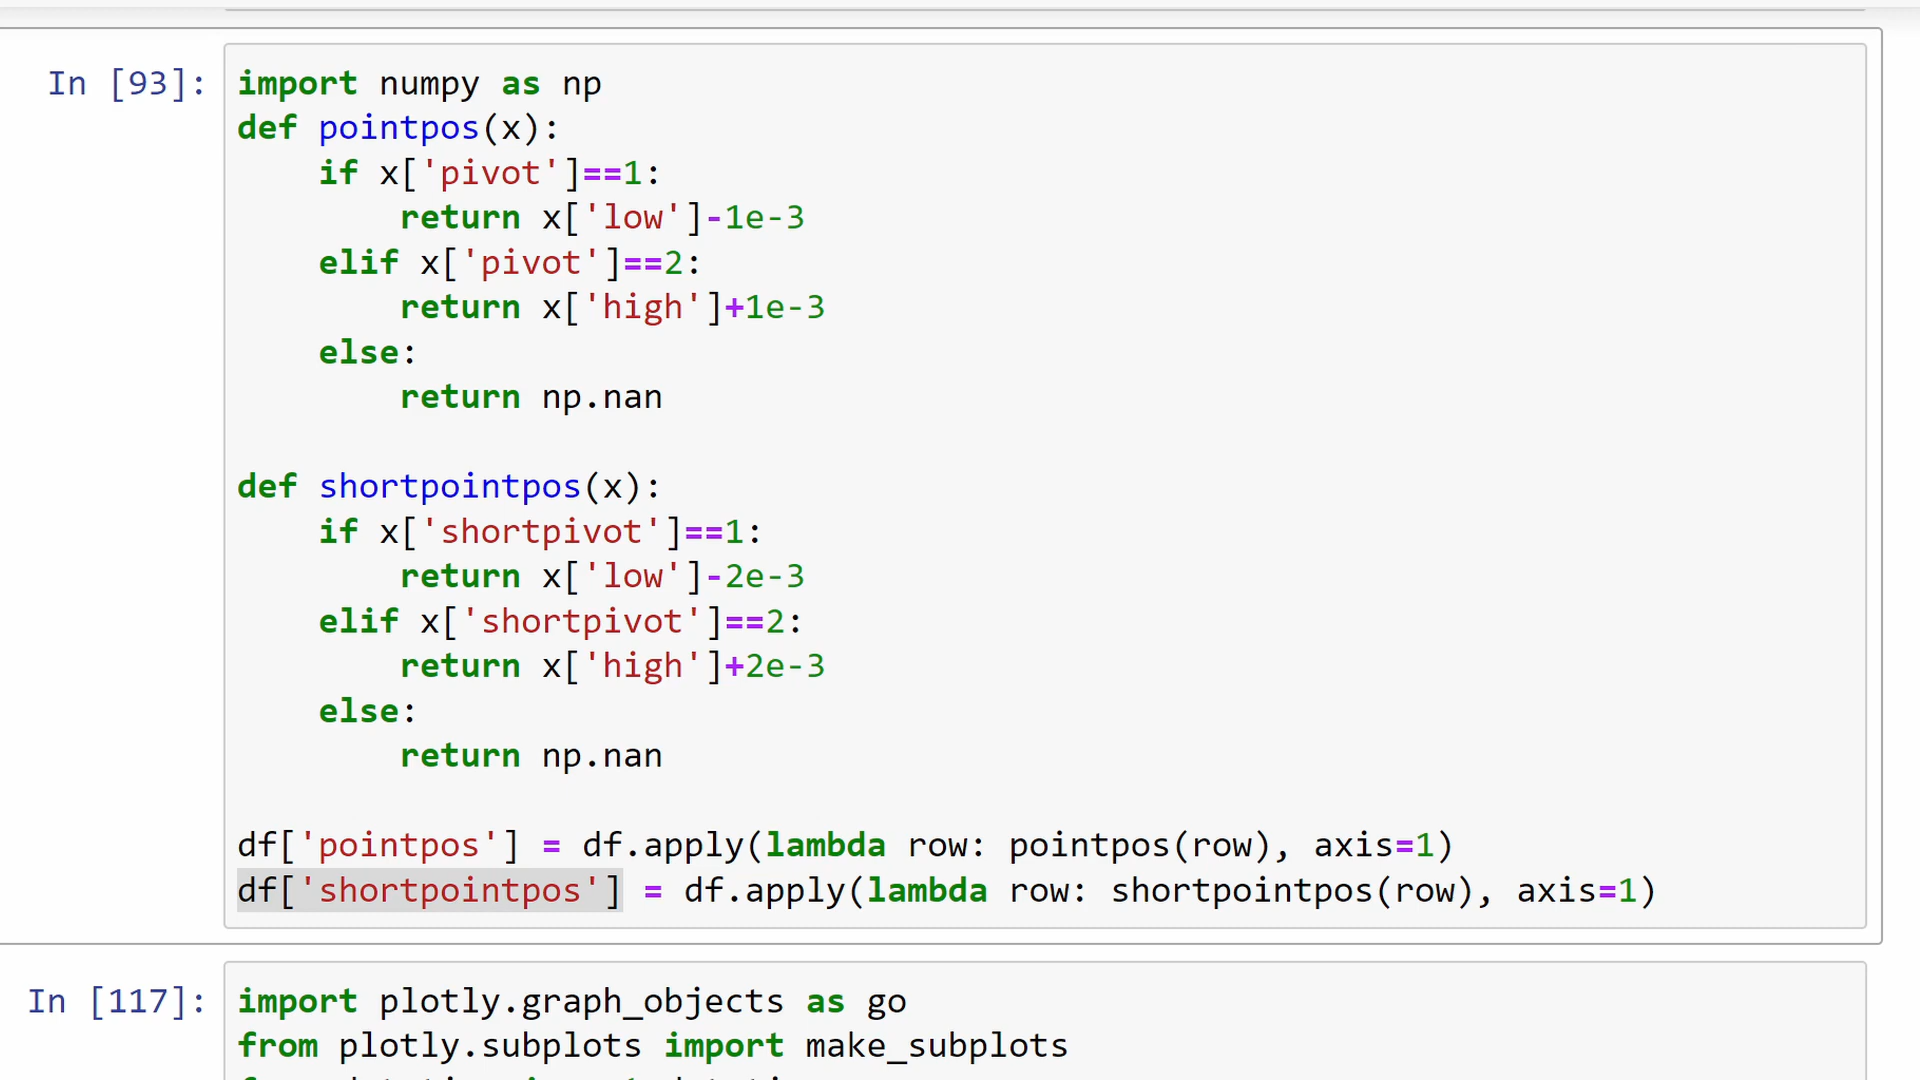 In [93]:
import numpy as np
def pointpos(x):
    if x['pivot']==1:
        return x['low']-1e-3
    elif x['pivot']==2:
        return x['high']+1e-3
    else:
        return np.nan

def shortpointpos(x):
    if x['shortpivot']==1:
        return x['low']-2e-3
    elif x['shortpivot']==2:
        return x['high']+2e-3
    else:
        return np.nan

df['pointpos'] = df.apply(lambda row: pointpos(row), axis=1)
df['shortpointpos'] = df.apply(lambda row: shortpointpos(row), axis=1)
In [117]:
import plotly.graph_objects as go
from plotly.subplots import make_subplots